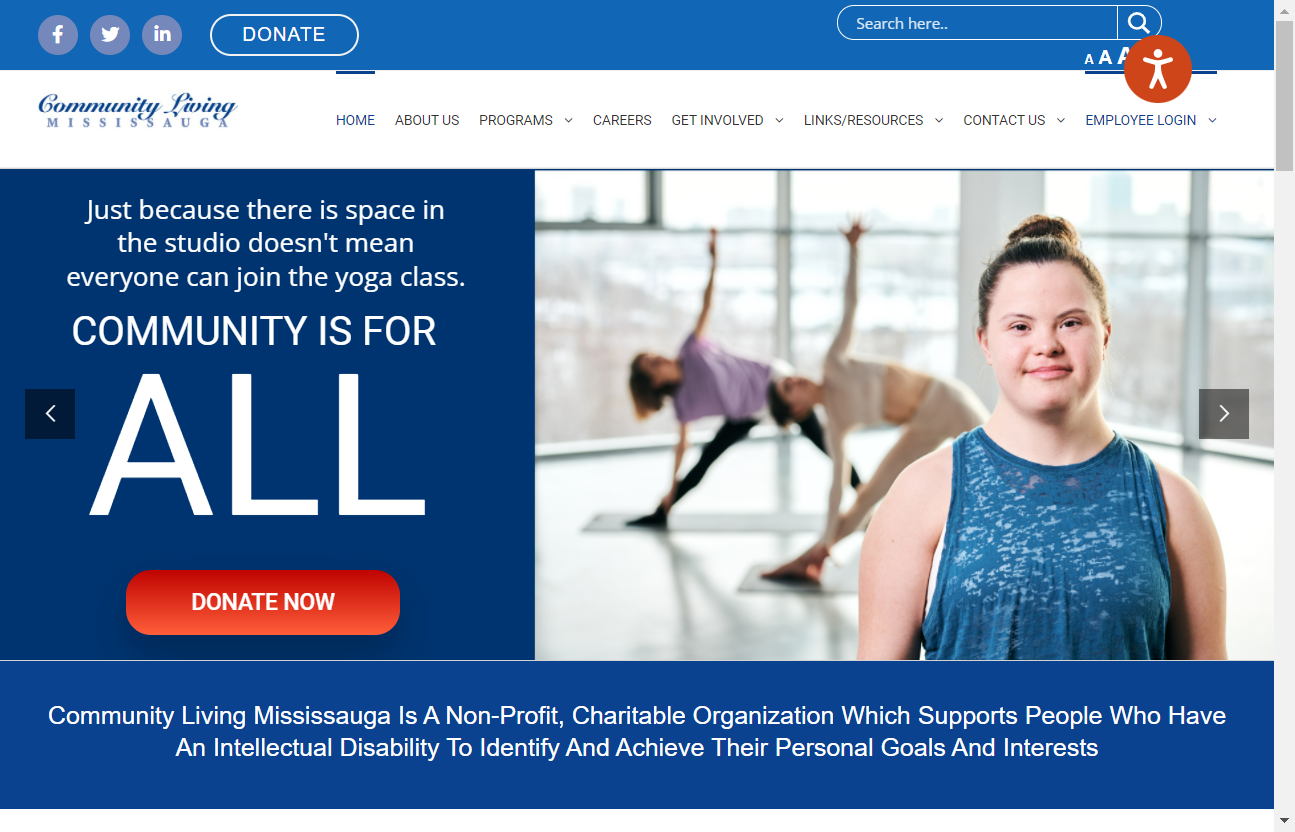 DONATE
Search here..
A A A
Community Living
MISSISSAUGA
HOME ABOUT US PROGRAMS CAREERS GET INVOLVED LINKS/RESOURCES CONTACT US EMPLOYEE LOGIN
Just because there is space in
the studio doesn't mean
everyone can join the yoga class.
COMMUNITY IS FOR
ALL
DONATE NOW
Community Living Mississauga Is A Non-Profit, Charitable Organization Which Supports People Who Have
An Intellectual Disability To Identify And Achieve Their Personal Goals And Interests